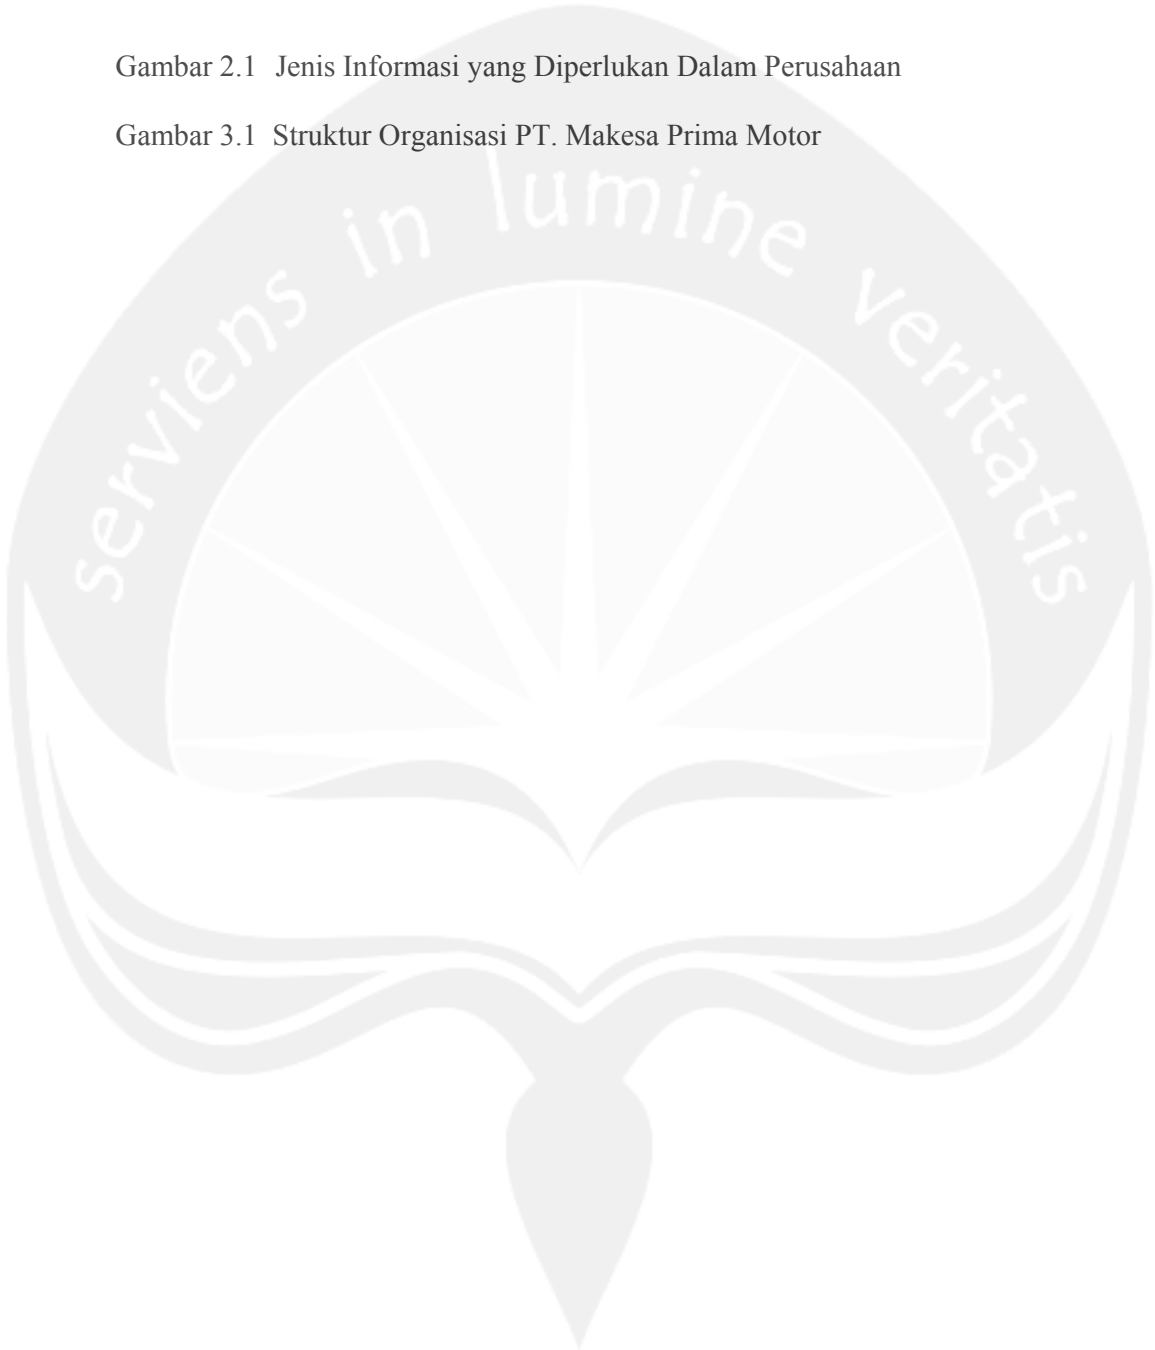 Gambar 2.1 Jenis Informasi yang Diperlukan Dalam Perusahaan
Gambar 3.1 Struktur Organisasi PT. Makesa Prima Motor
serviens in lumine veritatis